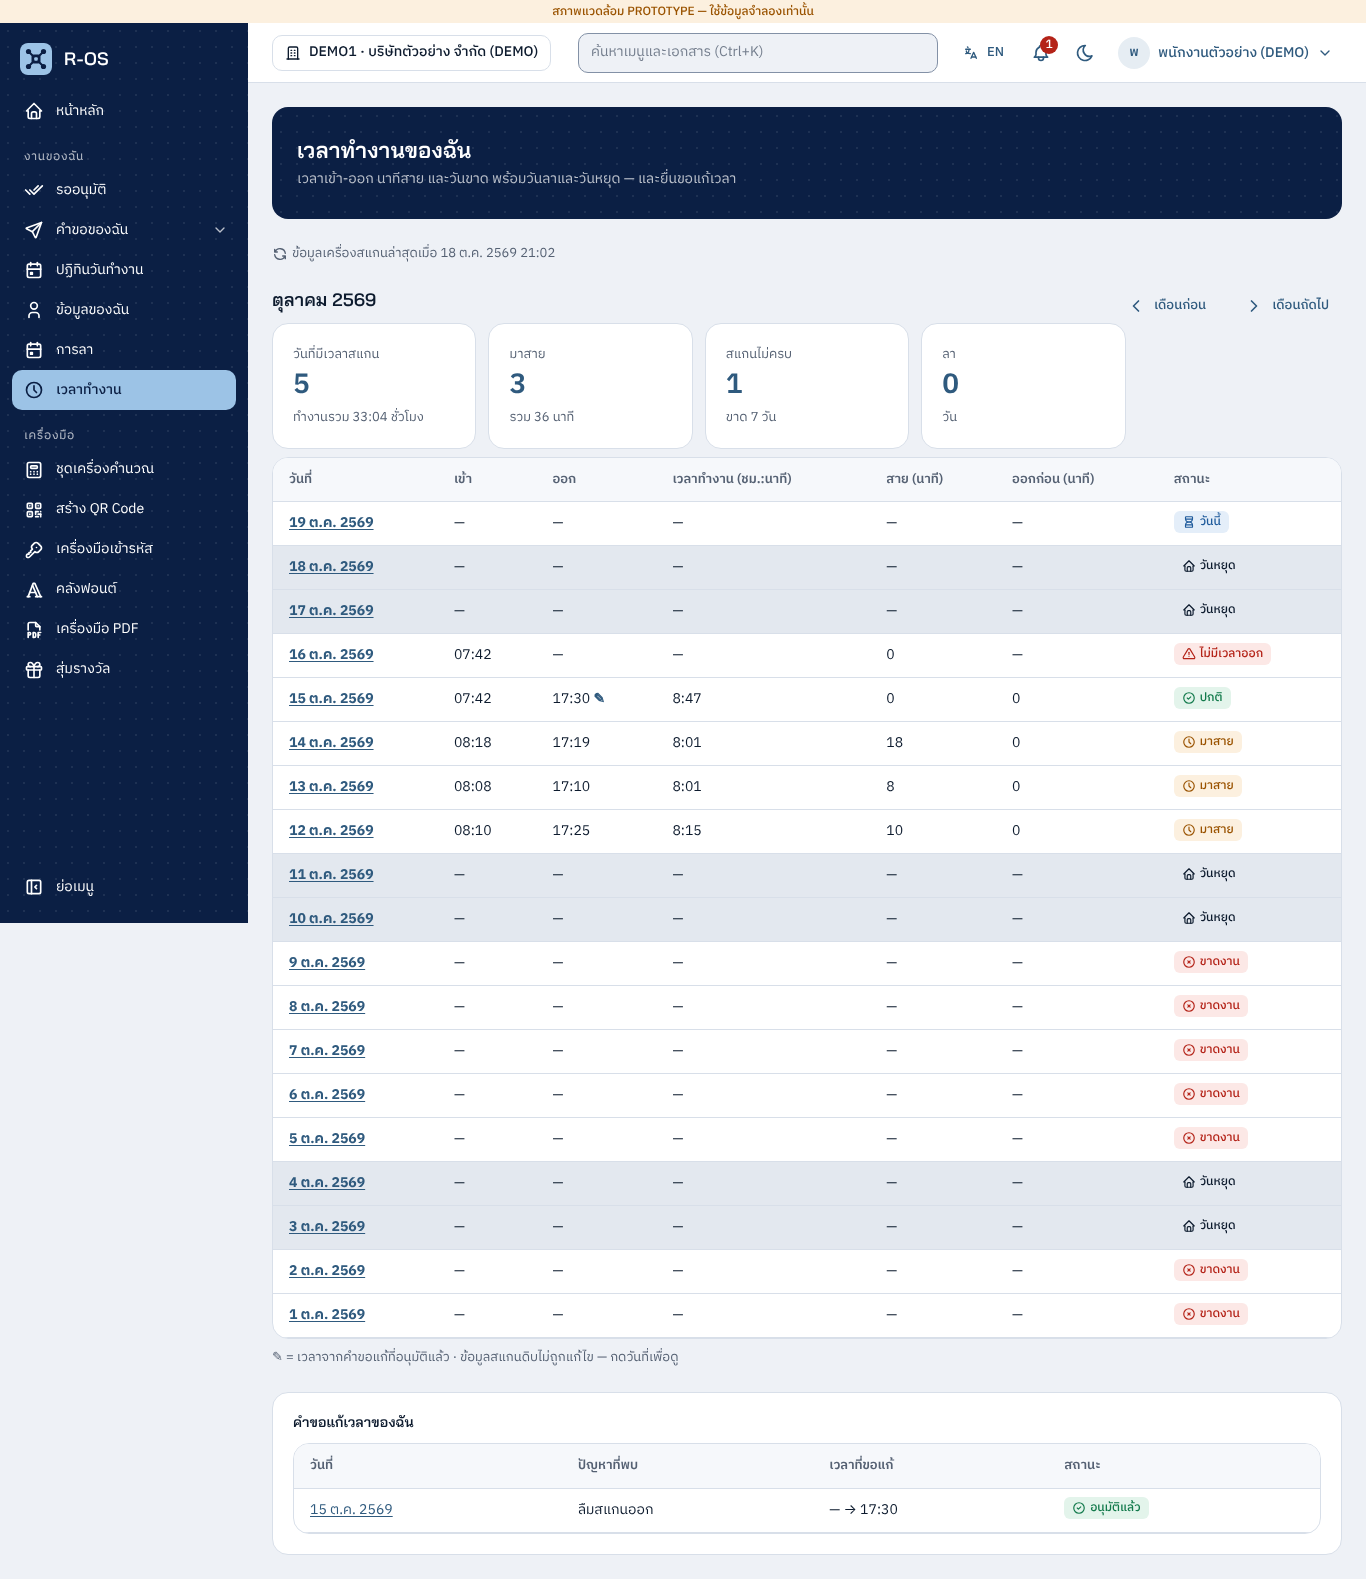 สภาพแวดล้อม PROTOTYPE — ใช้ข้อมูลจำลองเท่านั้น
R-OS
DEMO1 · บริษัทตัวอย่าง จำกัด (DEMO)
ค้นหาเมนูและเอกสาร (Ctrl+K)
EN
1
พ
พนักงานตัวอย่าง (DEMO)
หน้าหลัก
งานของฉัน
รออนุมัติ
คำขอของฉัน
ปฏิทินวันทำงาน
ข้อมูลของฉัน
การลา
เวลาทำงาน
เครื่องมือ
ชุดเครื่องคำนวณ
สร้าง QR Code
เครื่องมือเข้ารหัส
คลังฟอนต์
เครื่องมือ PDF
สุ่มรางวัล
ย่อเมนู
เวลาทำงานของฉัน
เวลาเข้า-ออก นาทีสาย และวันขาด พร้อมวันลาและวันหยุด — และยื่นขอแก้เวลา
ข้อมูลเครื่องสแกนล่าสุดเมื่อ 18 ต.ค. 2569 21:02
ตุลาคม 2569
เดือนก่อน
เดือนถัดไป
วันที่มีเวลาสแกน
5
ทำงานรวม 33:04 ชั่วโมง
มาสาย
3
รวม 36 นาที
สแกนไม่ครบ
1
ขาด 7 วัน
ลา
0
วัน
วันที่ เข้า ออก เวลาทำงาน (ชม.:นาที) สาย (นาที) ออกก่อน (นาที) สถานะ
19 ต.ค. 2569 — — — — — วันนี้
18 ต.ค. 2569 — — — — — วันหยุด
17 ต.ค. 2569 — — — — — วันหยุด
16 ต.ค. 2569 07:42 — — 0 — ไม่มีเวลาออก
15 ต.ค. 2569 07:42 17:30 ✎ 8:47 0 0 ปกติ
14 ต.ค. 2569 08:18 17:19 8:01 18 0 มาสาย
13 ต.ค. 2569 08:08 17:10 8:01 8 0 มาสาย
12 ต.ค. 2569 08:10 17:25 8:15 10 0 มาสาย
11 ต.ค. 2569 — — — — — วันหยุด
10 ต.ค. 2569 — — — — — วันหยุด
9 ต.ค. 2569 — — — — — ขาดงาน
8 ต.ค. 2569 — — — — — ขาดงาน
7 ต.ค. 2569 — — — — — ขาดงาน
6 ต.ค. 2569 — — — — — ขาดงาน
5 ต.ค. 2569 — — — — — ขาดงาน
4 ต.ค. 2569 — — — — — วันหยุด
3 ต.ค. 2569 — — — — — วันหยุด
2 ต.ค. 2569 — — — — — ขาดงาน
1 ต.ค. 2569 — — — — — ขาดงาน
✎ = เวลาจากคำขอแก้ที่อนุมัติแล้ว · ข้อมูลสแกนดิบไม่ถูกแก้ไข — กดวันที่เพื่อดู
คำขอแก้เวลาของฉัน
วันที่ ปัญหาที่พบ เวลาที่ขอแก้ สถานะ
15 ต.ค. 2569 ลืมสแกนออก — → 17:30 อนุมัติแล้ว